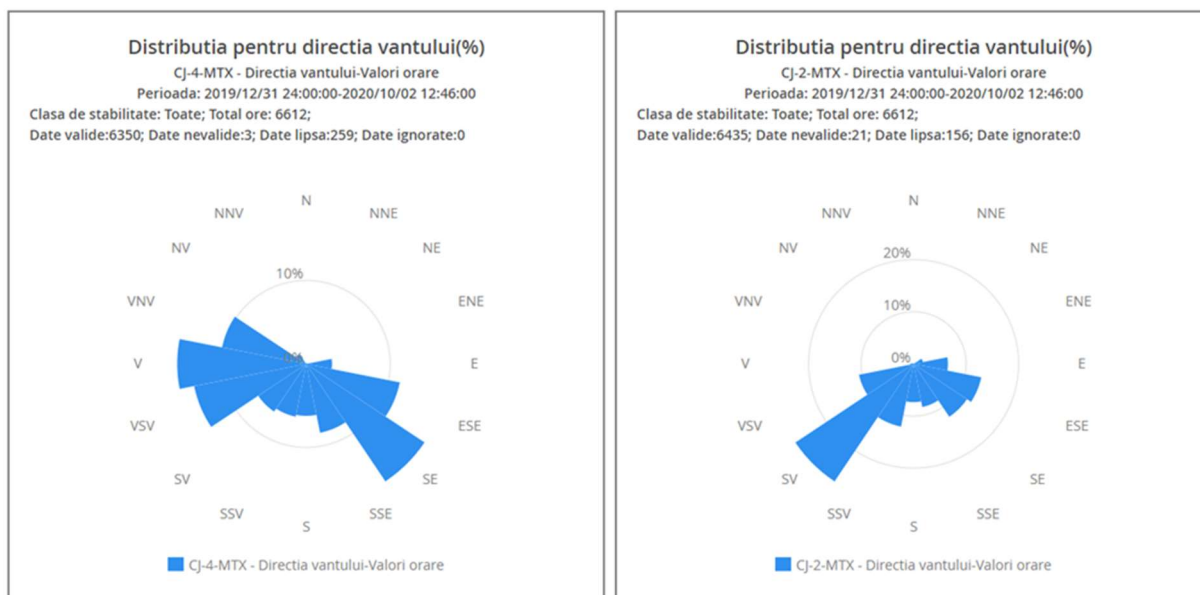 Distributia pentru directia vantului(%)
CJ-4-MTX - Directia vantului-Valori orare
Perioada: 2019/12/31 24:00:00-2020/10/02 12:46:00
Clasa de stabilitate: Toate; Total ore: 6612;
Date valide:6350; Date nevalide:3; Date lipsa:259; Date ignorate:0
N
NNV
NNE
NV
NE
10%
VNV
ENE
V
E
VSV
ESE
SV
SE
SSV
SSE
S
CJ-4-MTX - Directia vantului-Valori orare
Distributia pentru directia vantului(%)
CJ-2-MTX - Directia vantului-Valori orare
Perioada: 2019/12/31 24:00:00-2020/10/02 12:46:00
Clasa de stabilitate: Toate; Total ore: 6612;
Date valide:6435; Date nevalide:21; Date lipsa:156; Date ignorate:0
N
NNV
NNE
NV
NE
20%
VNV
ENE
10%
0%
V
E
VSV
ESE
SV
SE
SSV
SSE
S
CJ-2-MTX - Directia vantului-Valori orare